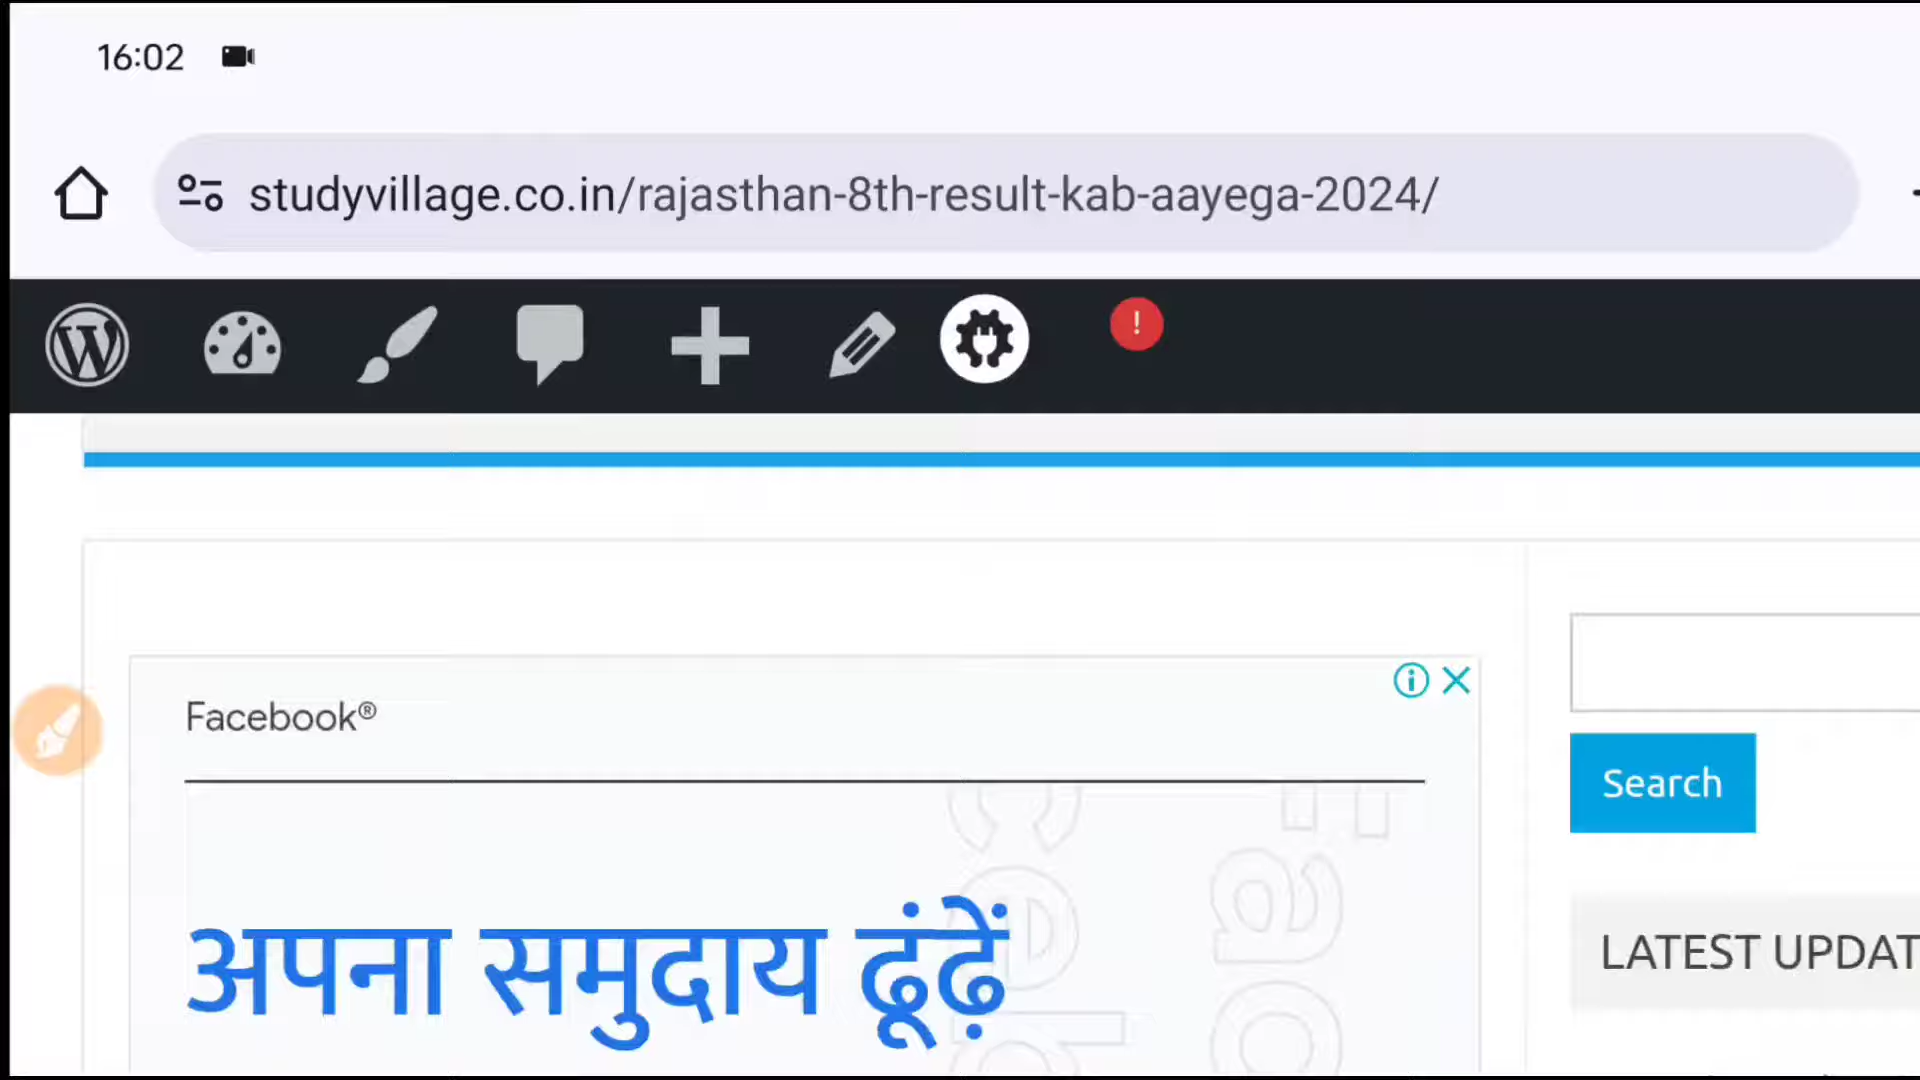 16:02
studyvillage.co.in/rajasthan-8th-result-kab-aayega-2024/
!
Facebook®
अपना समुदाय ढूंढ़ें
Search
LATEST UPDAT